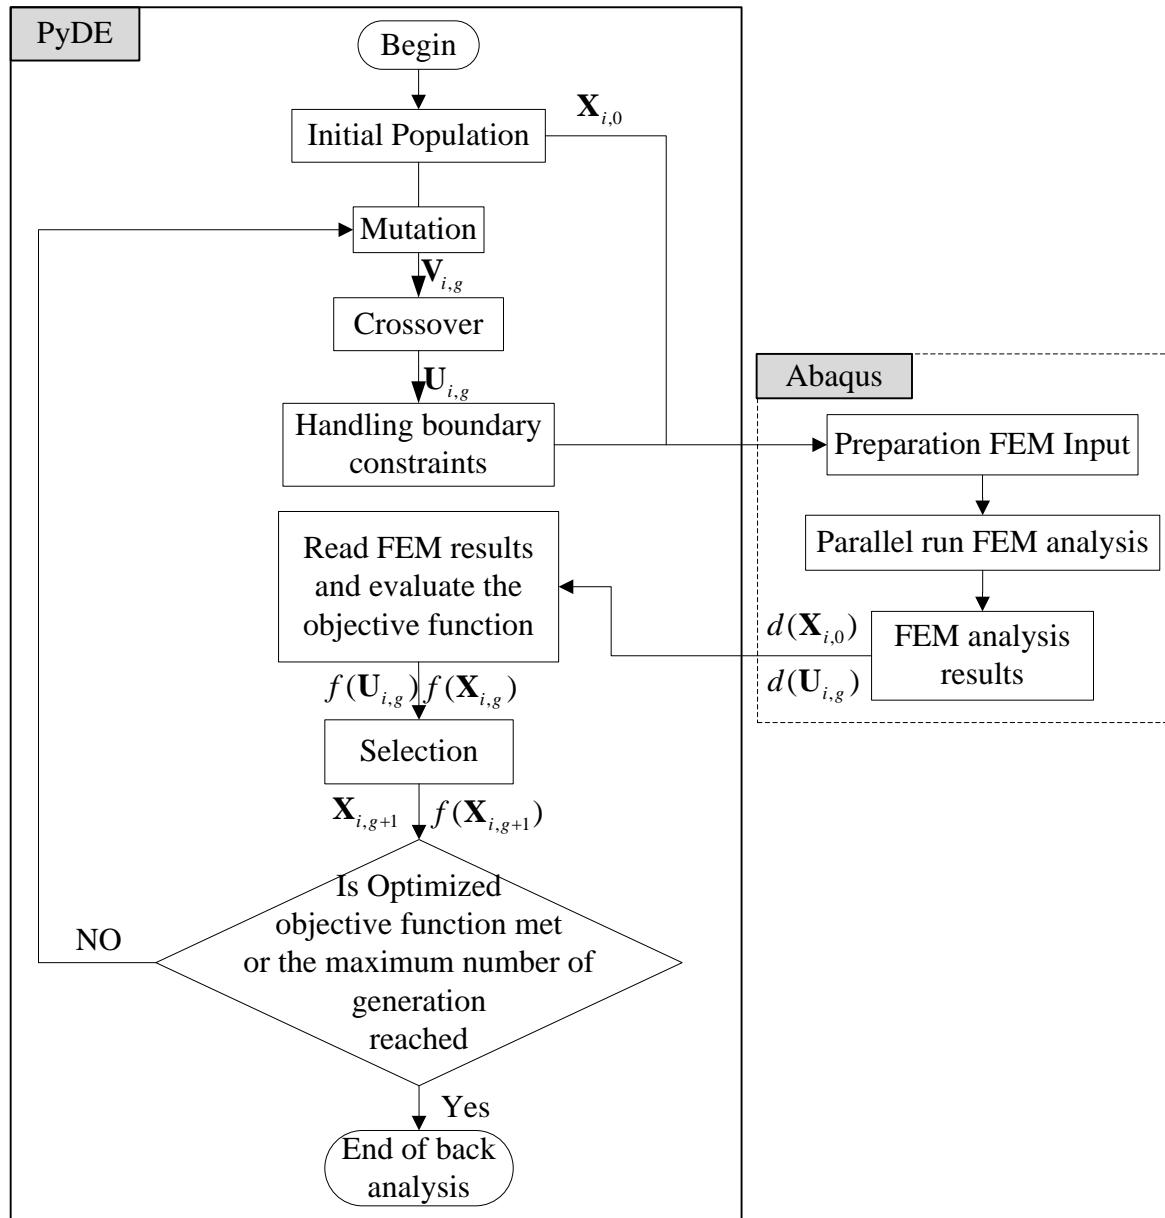 PyDE
Begin
X_{i,0}
Initial Population
Mutation
V_{i,g}
Crossover
U_{i,g}
Handling boundary
constraints
Abaqus
Preparation FEM Input
Parallel run FEM analysis
FEM analysis
results
d(X_{i,0})
d(U_{i,g})
Read FEM results
and evaluate the
objective function
f(U_{i,g}) f(X_{i,g})
Selection
X_{i,g+1} f(X_{i,g+1})
Is Optimized
objective function met
or the maximum number of
generation
reached
NO
Yes
End of back
analysis